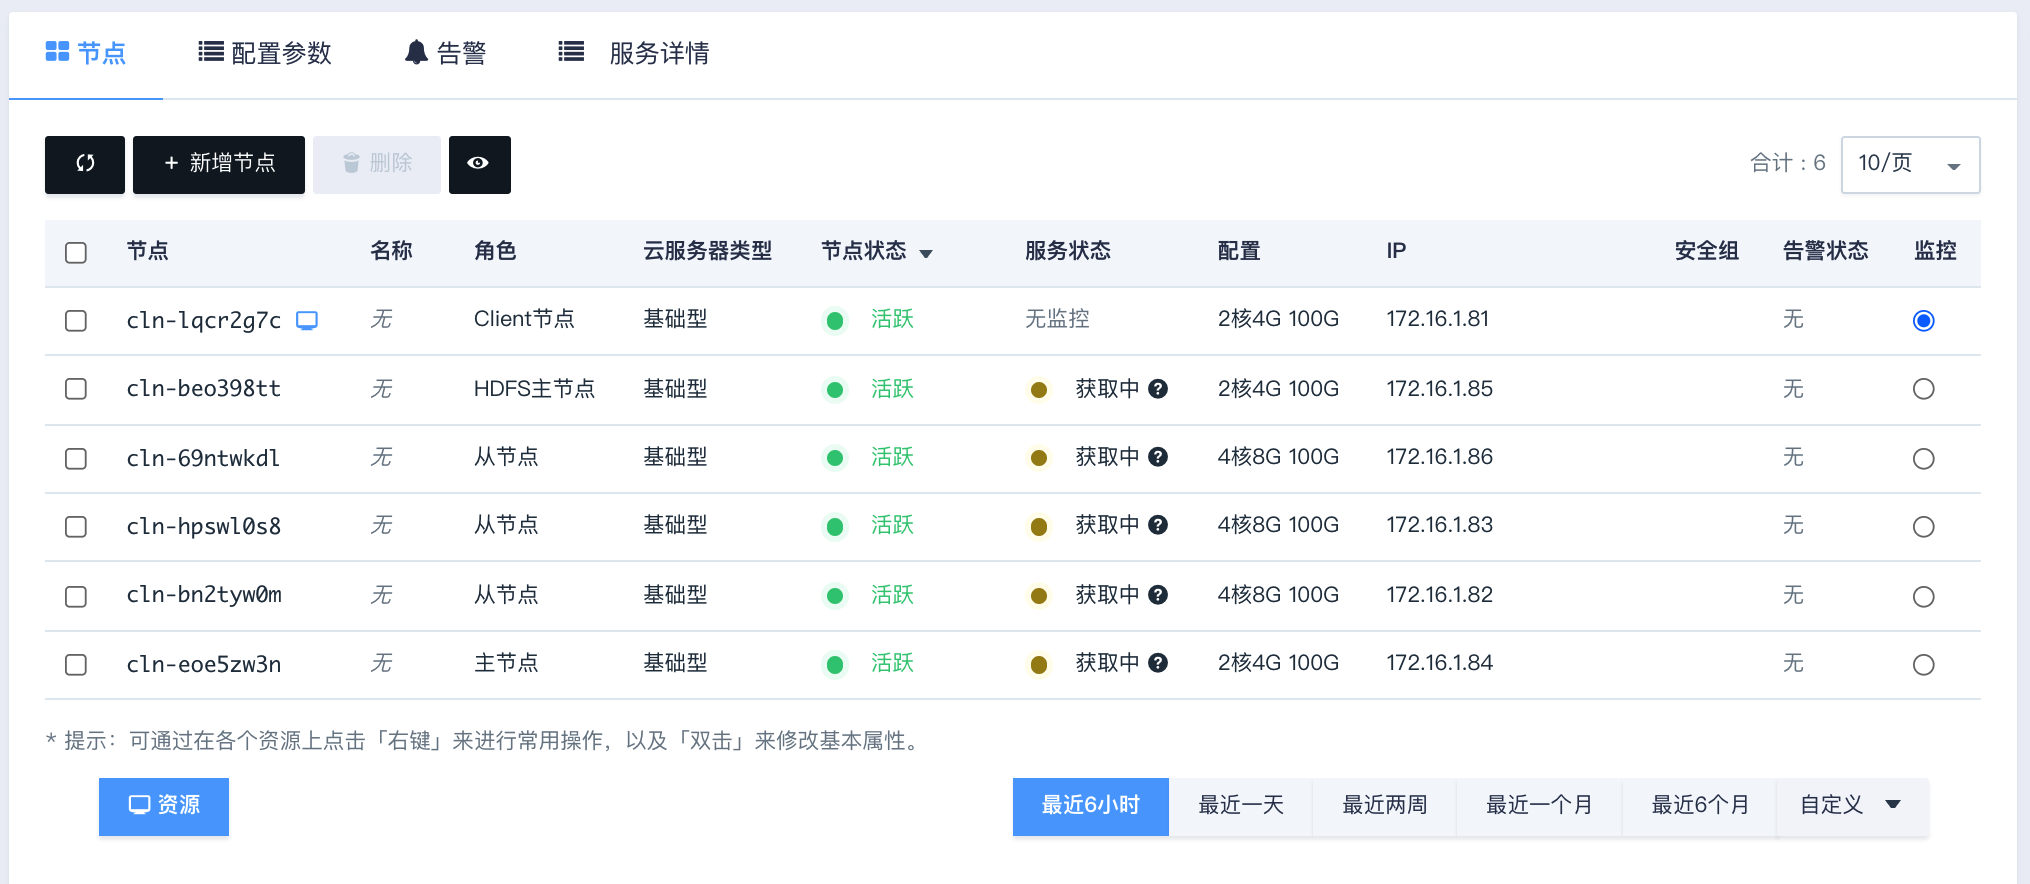 节点 配置参数 告警 服务详情
+ 新增节点 删除 合计：6 10/页
节点 名称 角色 云服务器类型 节点状态 服务状态 配置 IP 安全组 告警状态 监控
cln-lqcr2g7c 无 Client节点 基础型 活跃 无监控 2核4G 100G 172.16.1.81 无
cln-beo398tt 无 HDFS主节点 基础型 活跃 获取中 ? 2核4G 100G 172.16.1.85 无
cln-69ntwkdl 无 从节点 基础型 活跃 获取中 ? 4核8G 100G 172.16.1.86 无
cln-hpswl0s8 无 从节点 基础型 活跃 获取中 ? 4核8G 100G 172.16.1.83 无
cln-bn2tyw0m 无 从节点 基础型 活跃 获取中 ? 4核8G 100G 172.16.1.82 无
cln-eoe5zw3n 无 主节点 基础型 活跃 获取中 ? 2核4G 100G 172.16.1.84 无
* 提示：可通过在各个资源上点击「右键」来进行常用操作，以及「双击」来修改基本属性。
资源 最近6小时 最近一天 最近两周 最近一个月 最近6个月 自定义